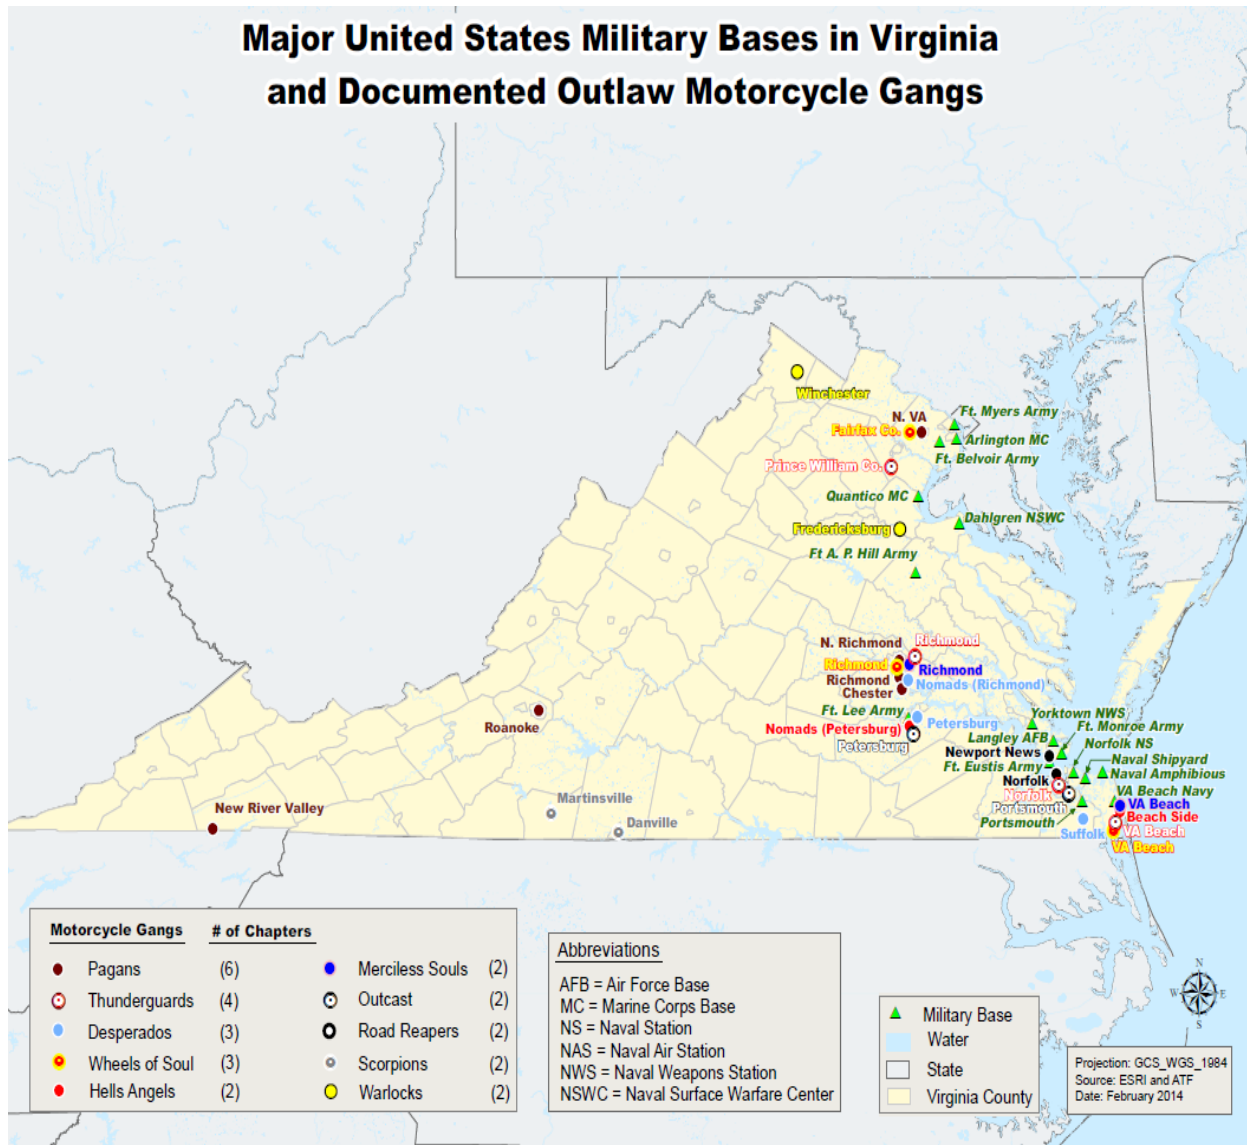 Major United States Military Bases in Virginia
and Documented Outlaw Motorcycle Gangs
Winchester
N. VA
Fairfax Co.
Ft. Myers Army
Arlington MC
Ft. Belvoir Army
Prince William Co.
Quantico MC
Dahlgren NSWC
Fredericksburg
Ft A. P. Hill Army
N. Richmond
Richmond
Richmond
Richmond
Richmond
Nomads (Richmond)
Chester
Ft. Lee Army
Petersburg
Nomads (Petersburg)
Petersburg
Roanoke
Yorktown NWS
Ft. Monroe Army
Langley AFB
Norfolk NS
Newport News
Naval Shipyard
Ft. Eustis Army
Naval Amphibious
Norfolk
Norfolk
VA Beach Navy
Portsmouth
VA Beach
Portsmouth
Beach Side
Suffolk
VA Beach
VA Beach
Martinsville
Danville
New River Valley
Motorcycle Gangs # of Chapters
Pagans (6)
Thunderguards (4)
Desperados (3)
Wheels of Soul (3)
Hells Angels (2)
Merciless Souls (2)
Outcast (2)
Road Reapers (2)
Scorpions (2)
Warlocks (2)
Abbreviations
AFB = Air Force Base
MC = Marine Corps Base
NS = Naval Station
NAS = Naval Air Station
NWS = Naval Weapons Station
NSWC = Naval Surface Warfare Center
Military Base
Water
State
Virginia County
N
W E
S
Projection: GCS_WGS_1984
Source: ESRI and ATF
Date: February 2014